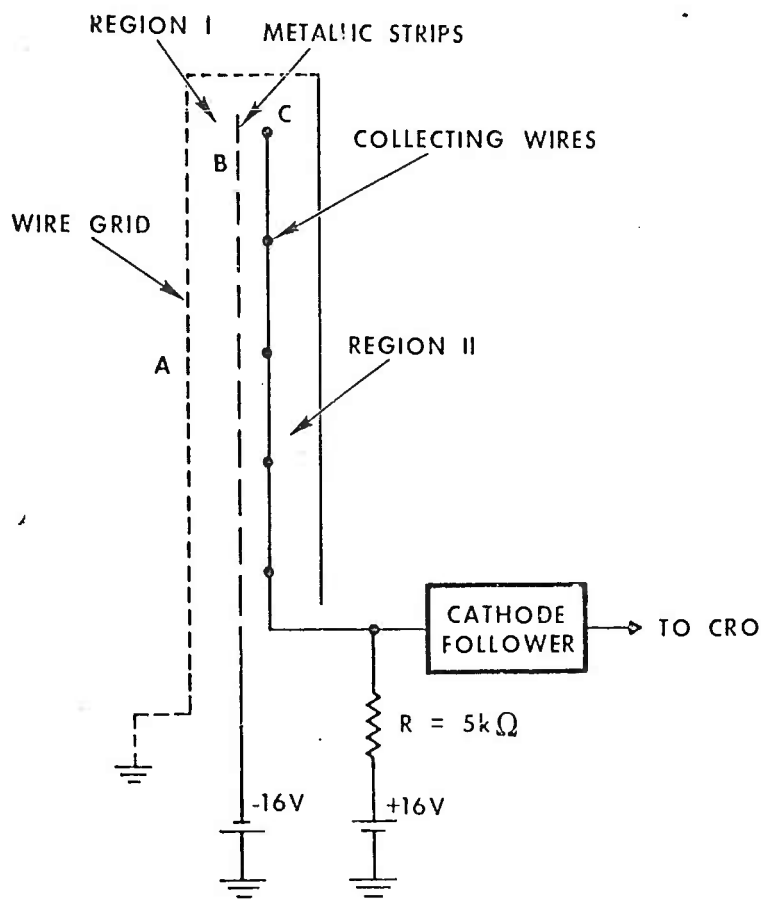 REGION I
METALLIC STRIPS
C
B
COLLECTING WIRES
WIRE GRID
A
REGION II
CATHODE
FOLLOWER
TO CRO
R = 5kΩ
-16V
+16V